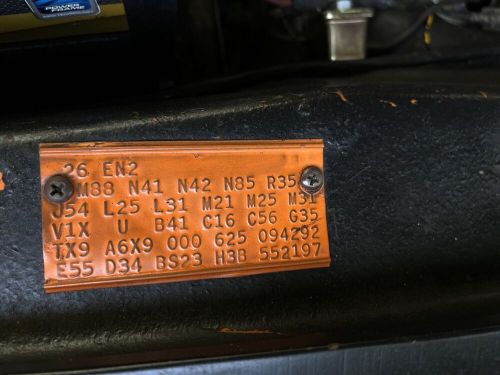 POWER
26 EN2
M88 N41 N42 N85 R35
J54 L25 L31 M21 M25 M31
V1X U B41 C16 C56 G35
TX9 A6X9 000 625 094292
E55 D34 BS23 H3B 552197